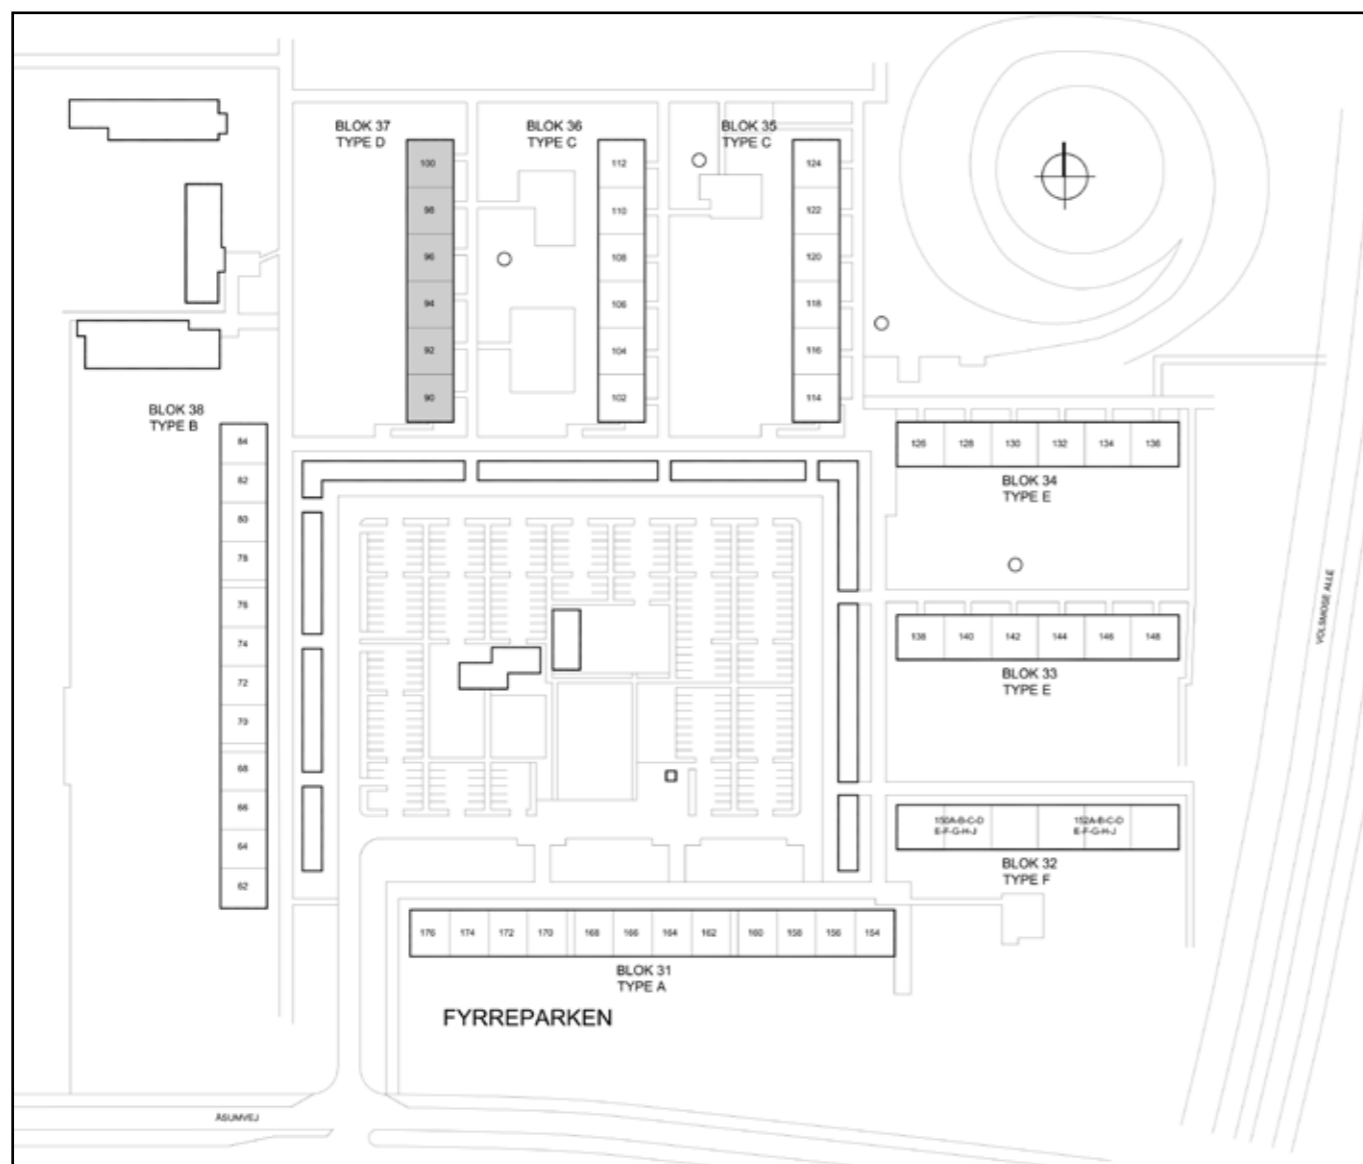 BLOK 37
TYPE D
100
98
96
94
92
90
BLOK 36
TYPE C
112
110
108
106
104
102
BLOK 35
TYPE C
124
122
120
118
116
114
BLOK 38
TYPE B
84
82
80
78
76
74
72
70
68
66
64
62
126 128 130 132 134 136
BLOK 34
TYPE E
138 140 142 144 146 148
BLOK 33
TYPE E
150A-B-C-D
E-F-G-H-J
152A-B-C-D
E-F-G-H-J
BLOK 32
TYPE F
176 174 172 170 168 166 164 162 160 158 156 154
BLOK 31
TYPE A
FYRREPARKEN
VOLSMOSE ALLE
ÅSUMVEJ